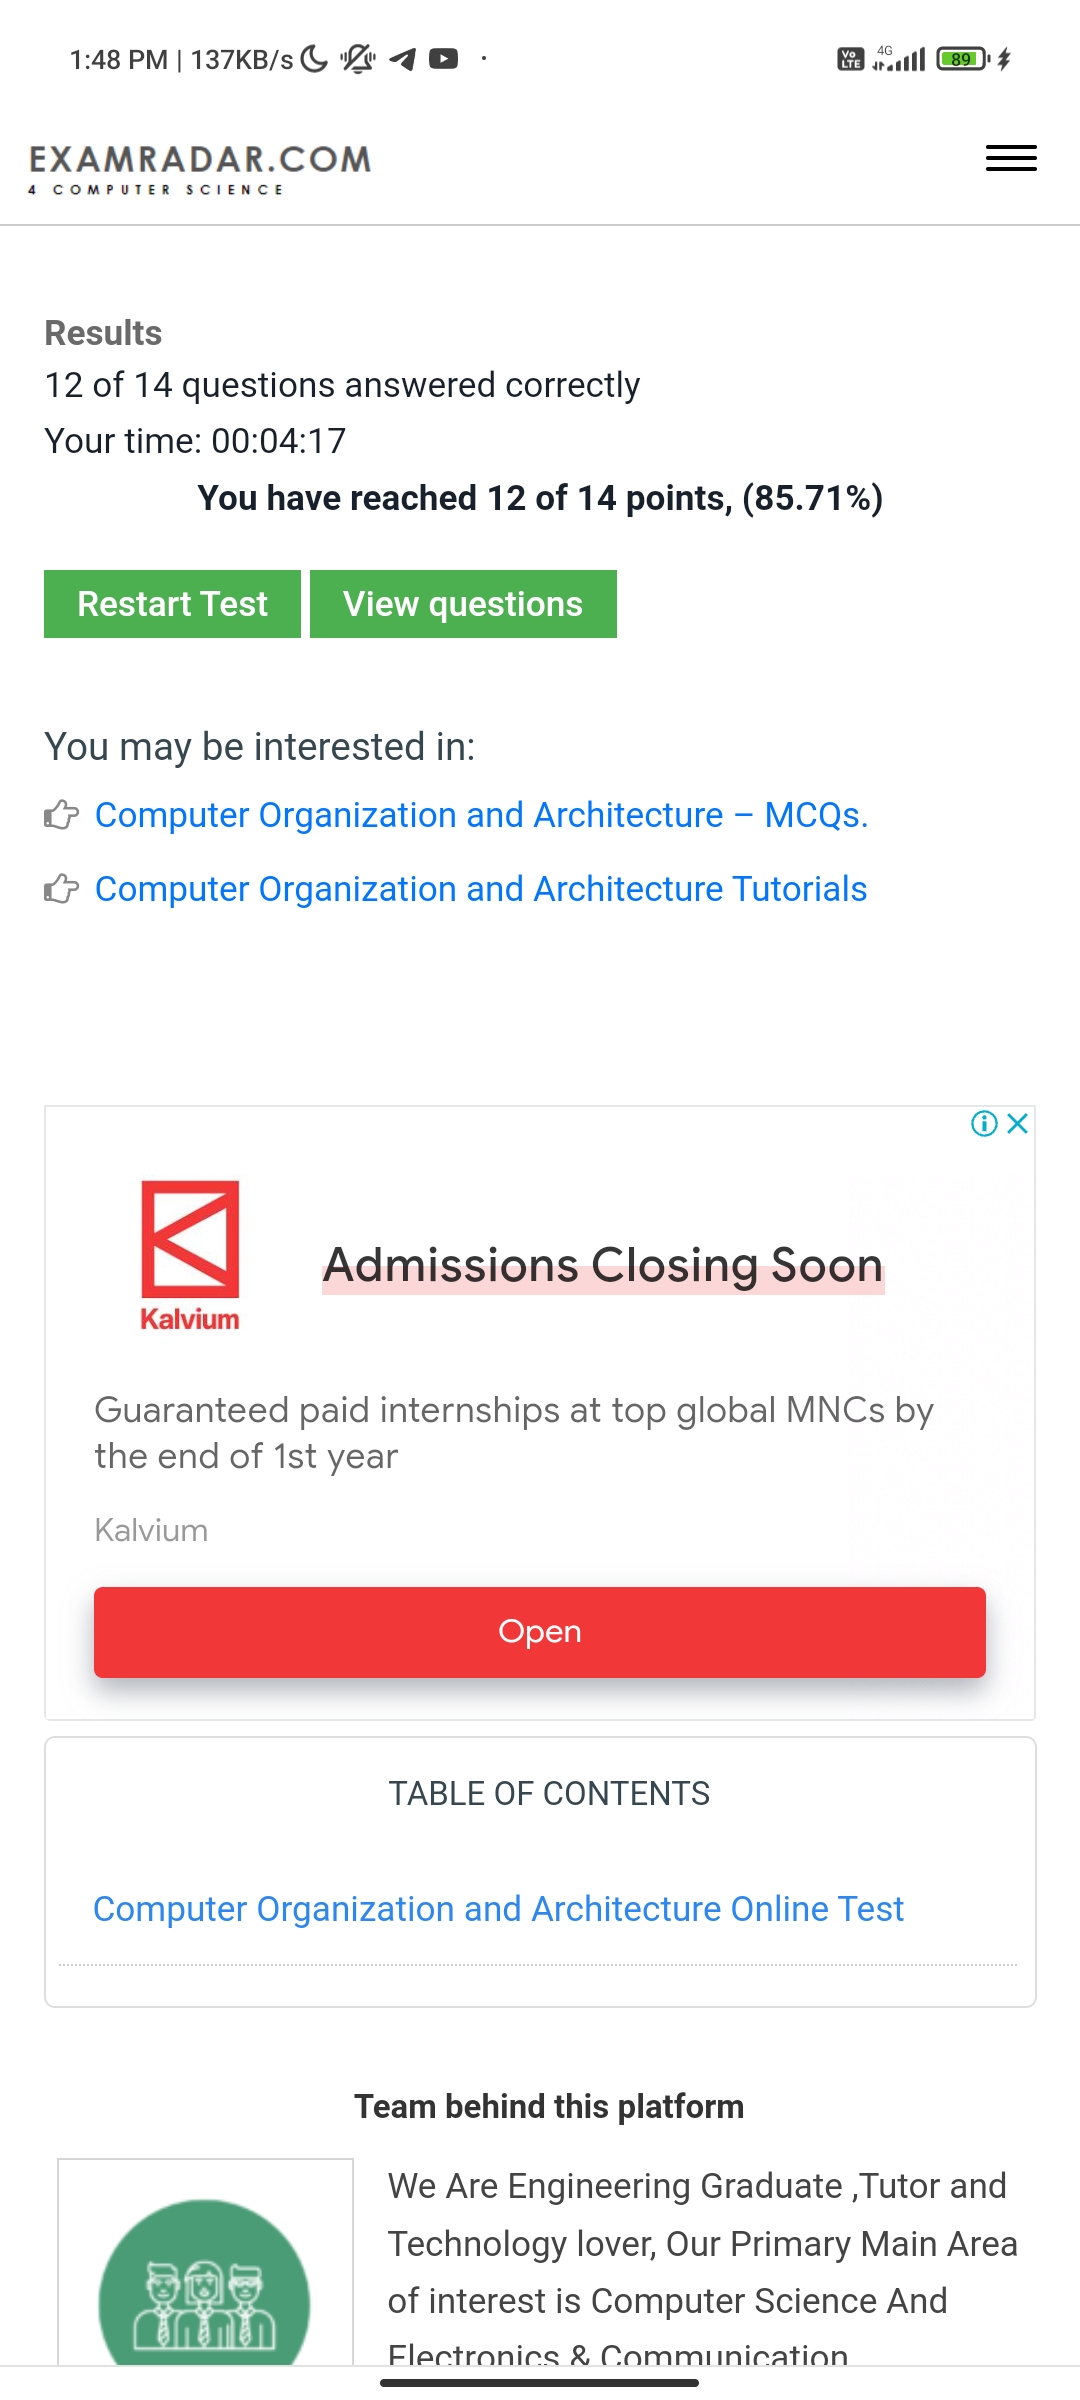 1:48 PM | 137KB/s
Vo LTE 4G 89
EXAMRADAR.COM
4 COMPUTER SCIENCE
Results
12 of 14 questions answered correctly
Your time: 00:04:17
You have reached 12 of 14 points, (85.71%)
Restart Test View questions
You may be interested in:
Computer Organization and Architecture – MCQs.
Computer Organization and Architecture Tutorials
Kalvium
Admissions Closing Soon
Guaranteed paid internships at top global MNCs by
the end of 1st year
Kalvium
Open
TABLE OF CONTENTS
Computer Organization and Architecture Online Test
Team behind this platform
We Are Engineering Graduate ,Tutor and
Technology lover, Our Primary Main Area
of interest is Computer Science And
Electronics & Communication